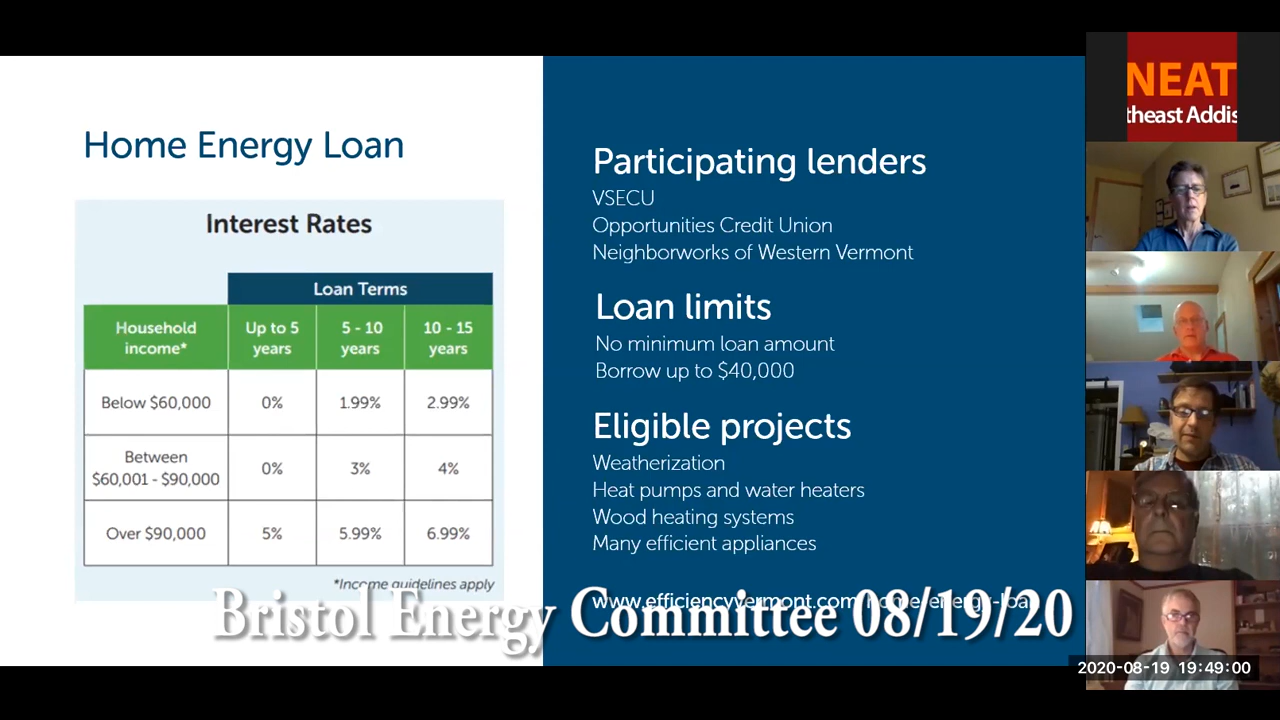 Home Energy Loan
Interest Rates
Loan Terms
Household income*
Up to 5 years
5 - 10 years
10 - 15 years
Below $60,000
0%
1.99%
2.99%
Between $60,001 - $90,000
0%
3%
4%
Over $90,000
5%
5.99%
6.99%
*Income guidelines apply
Participating lenders
VSECU
Opportunities Credit Union
Neighborworks of Western Vermont
Loan limits
No minimum loan amount
Borrow up to $40,000
Eligible projects
Weatherization
Heat pumps and water heaters
Wood heating systems
Many efficient appliances
www.efficiencyvermont.com/home-energy-loan
Bristol Energy Committee 08/19/20
NEAT
theast Addis
2020-08-19 19:49:00